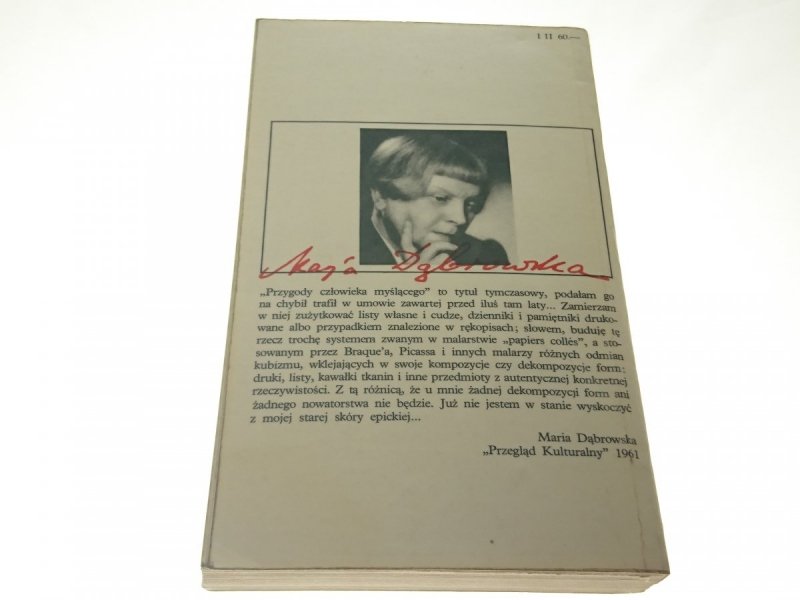 1 II 60.—
Maria Dąbrowska
„Przygody człowieka myślącego” to tytuł tymczasowy, podałam go
na chybił trafił w umowie zawartej przed iluś tam laty... Zamierzam
w niej zużytkować listy własne i cudze, dzienniki i pamiętniki druko-
wane albo przypadkiem znalezione w rękopisach; słowem, buduję tę
rzecz trochę systemem zwanym w malarstwie „papiers collés”, a sto-
sowanym przez Braque'a, Picassa i innych malarzy różnych odmian
kubizmu, wklejających w swoje kompozycje czy dekompozycje form:
druki, listy, kawałki tkanin i inne przedmioty z autentycznej konkretnej
rzeczywistości. Z tą różnicą, że u mnie żadnej dekompozycji form ani
żadnego nowatorstwa nie będzie. Już nie jestem w stanie wyskoczyć
z mojej starej skóry epickiej...
Maria Dąbrowska
„Przegląd Kulturalny” 1961